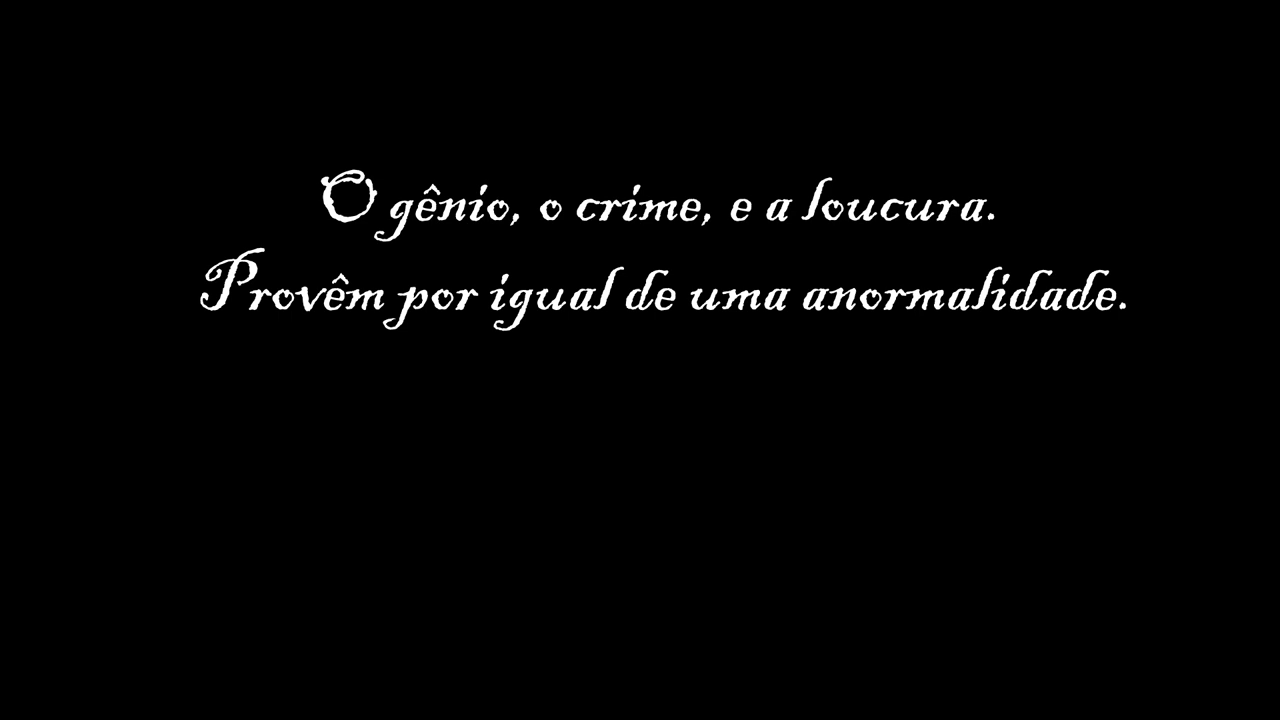 O gênio, o crime, e a loucura.
Provêm por igual de uma anormalidade.